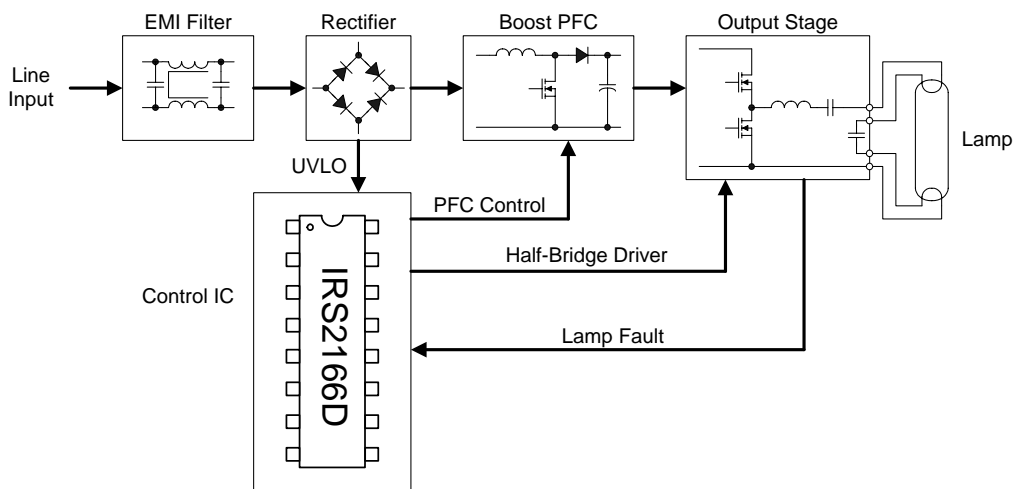 EMI Filter
Rectifier
Boost PFC
Output Stage
Line
Input
Lamp
UVLO
PFC Control
Half-Bridge Driver
Control IC
IRS2166D
Lamp Fault